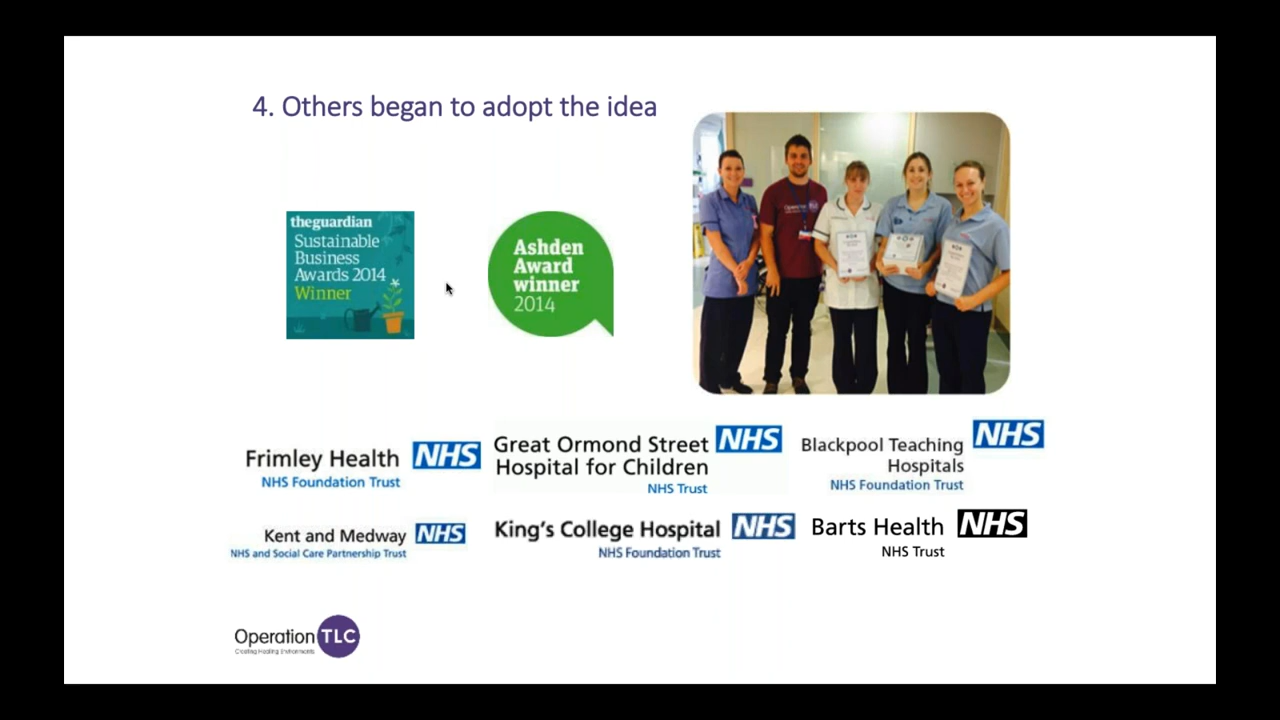 4. Others began to adopt the idea
theguardian
Sustainable
Business
Awards 2014
Winner
Ashden
Award
winner
2014
Operation TLC
Frimley Health NHS
NHS Foundation Trust
Great Ormond Street NHS
Hospital for Children
NHS Trust
Blackpool Teaching NHS
Hospitals
NHS Foundation Trust
Kent and Medway NHS
NHS and Social Care Partnership Trust
King's College Hospital NHS
NHS Foundation Trust
Barts Health NHS
NHS Trust
Operation TLC
Creating Healing Environments